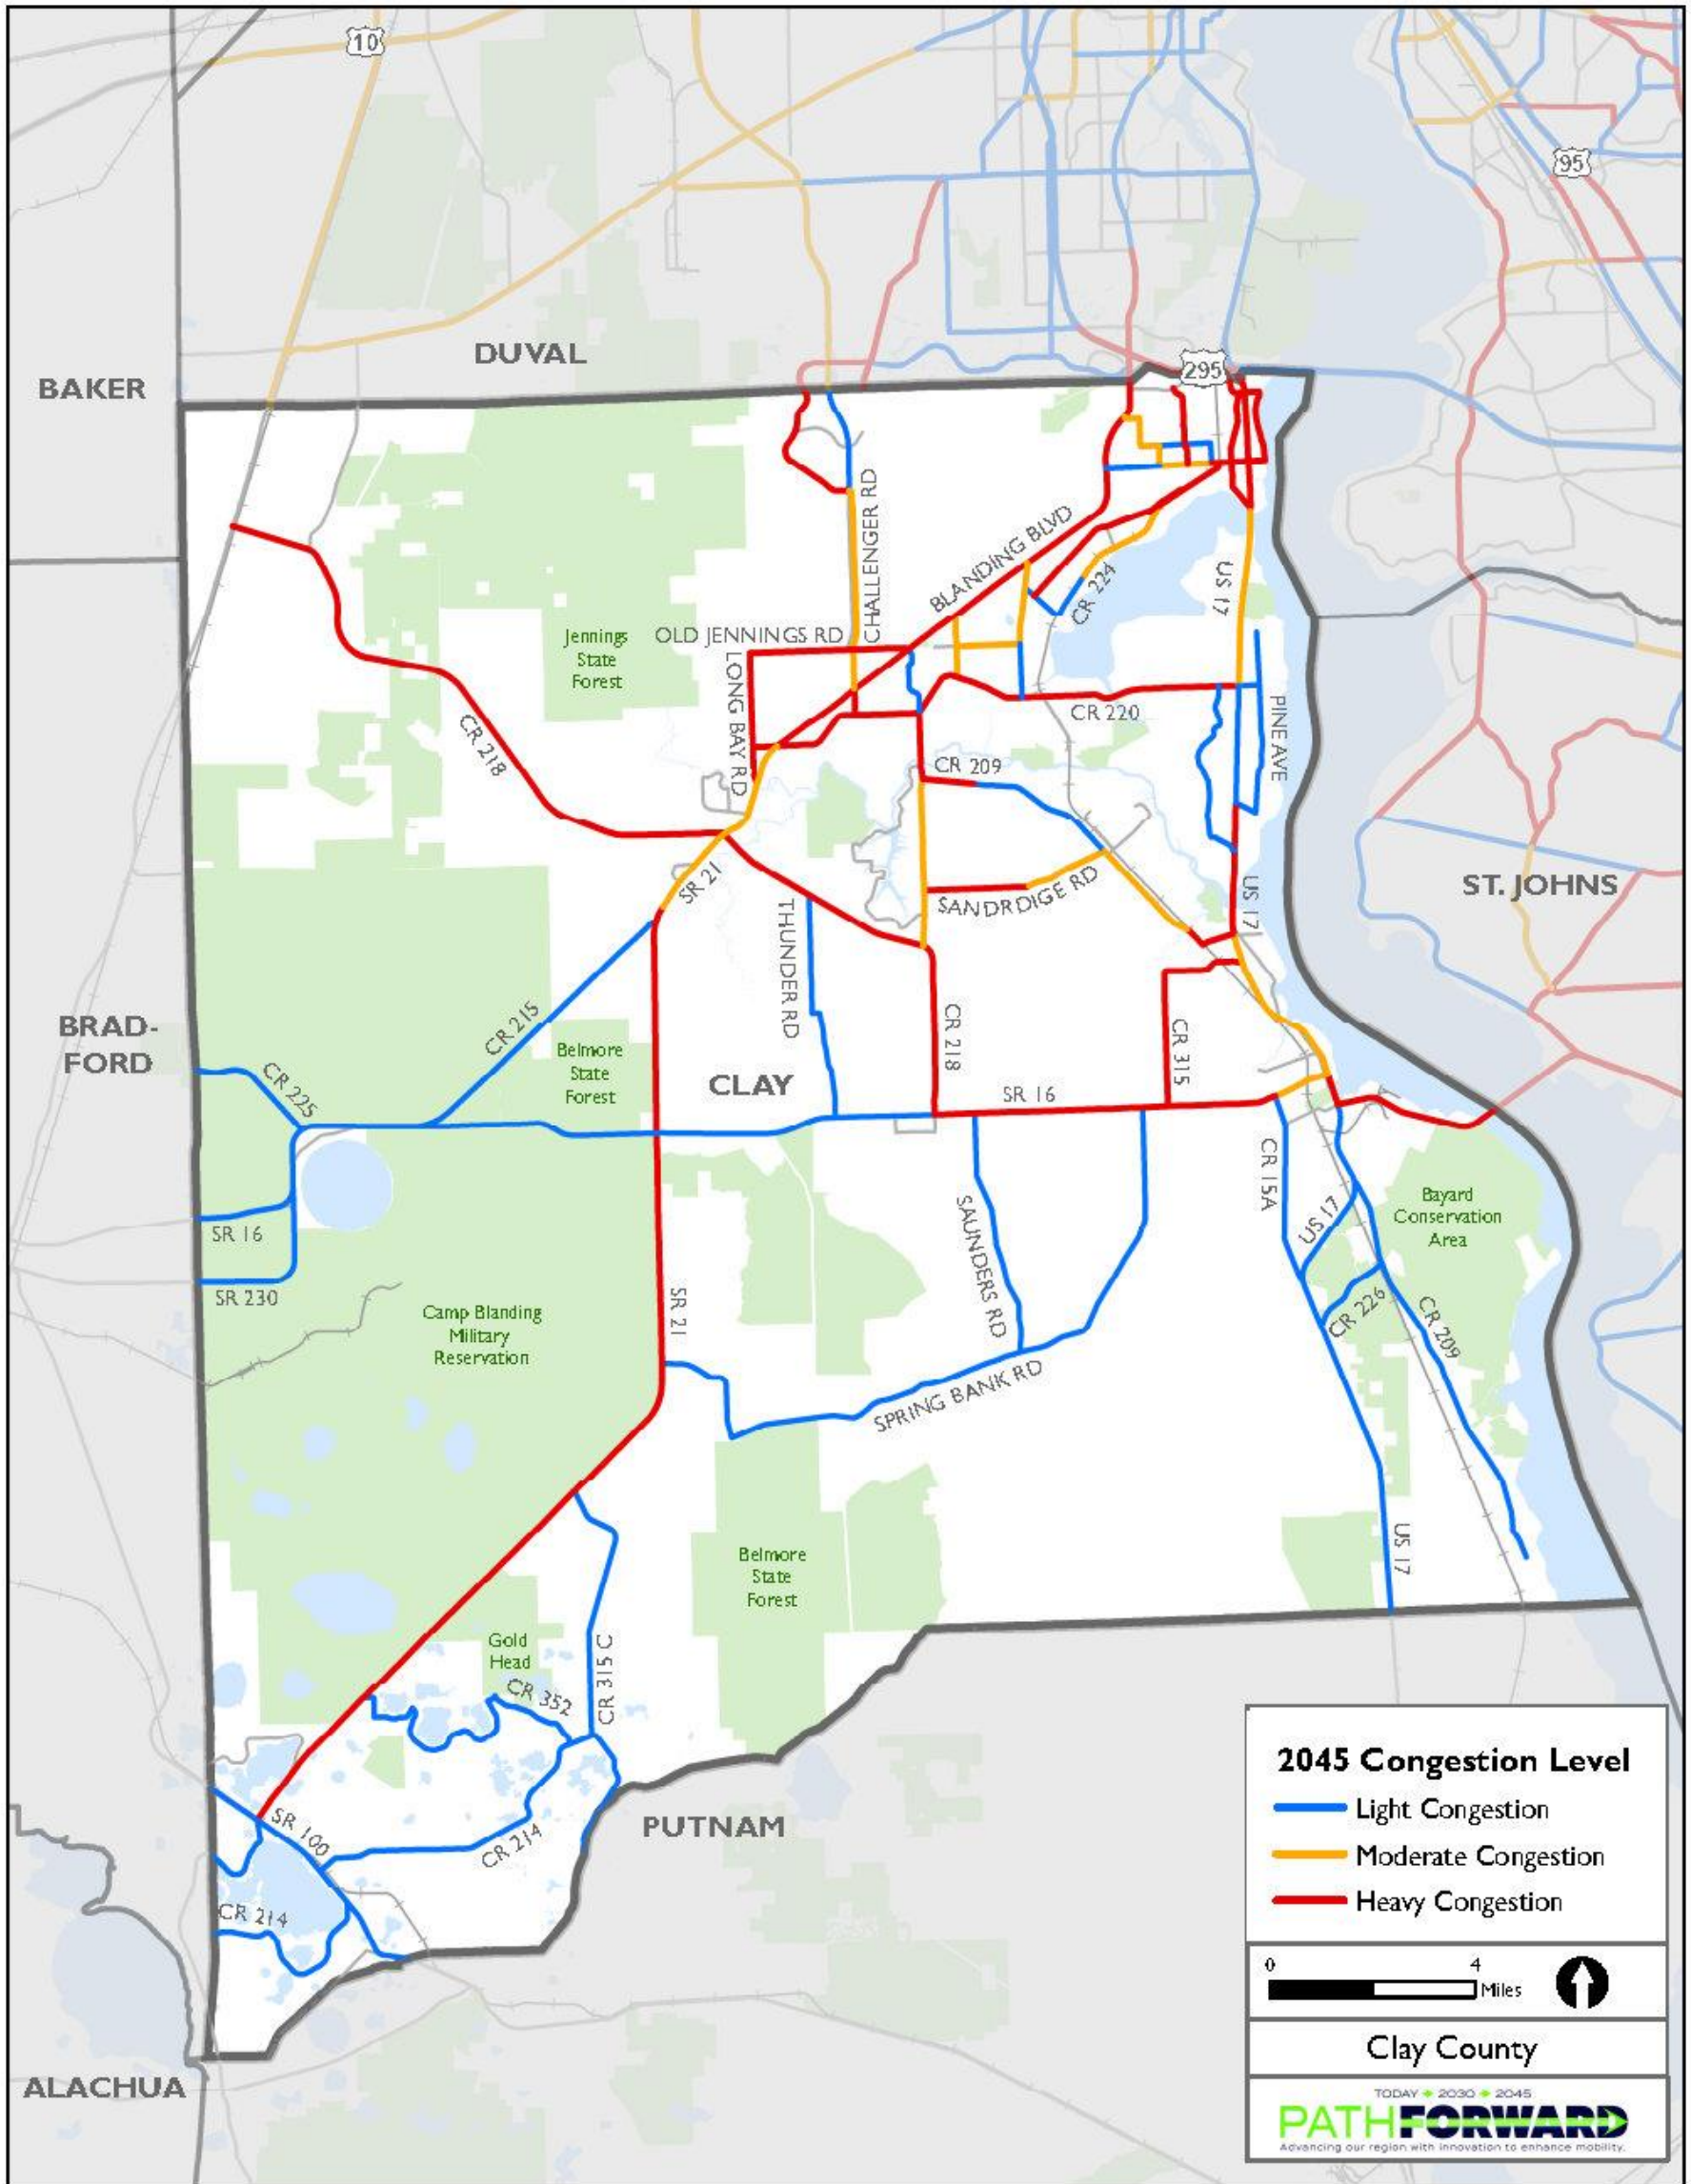 10
95
DUVAL
BAKER
295
CHALLENGER RD
BLANDING BLVD
CR 224
US 17
Jennings
State
Forest
OLD JENNINGS RD
LONG BAY RD
CR 220
PINE AVE
CR 218
CR 209
SR 21
SANDRDIGE RD
US 17
ST. JOHNS
THUNDER RD
CR 215
BRAD-
FORD
CR 225
Belmore
State
Forest
CLAY
CR 218
CR 315
SR 16
CR 15A
US 17
Bayard
Conservation
Area
SR 16
SR 230
SAUNDERS RD
CR 226
CR 209
Camp Blanding
Military
Reservation
SR 21
SPRING BANK RD
US 17
Belmore
State
Forest
Gold
Head
CR 315 C
CR 352
SR 100
CR 214
PUTNAM
CR 214
ALACHUA
2045 Congestion Level
Light Congestion
Moderate Congestion
Heavy Congestion
0 4
Miles
Clay County
TODAY 2030 2045
PATHFORWARD
Advancing our region with innovation to enhance mobility.